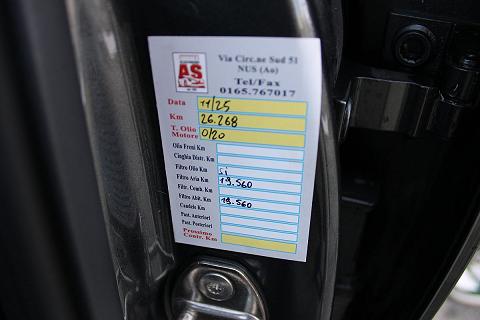 AS
Via Circ.ne Sud 51
NUS (Ao)
Tel/Fax
0165.767017
Data 11/25
Km 26.268
T. Olio Motore 0/20
Olio Freni Km
Cinghia Distr. Km
Filtro Olio Km si
Filtro Aria Km 19.560
Filtr. Comb. Km
Filtro Abit. Km 19.560
Candele Km
Past. Anteriori
Past. Posteriori
Prossimo
Contr. Km